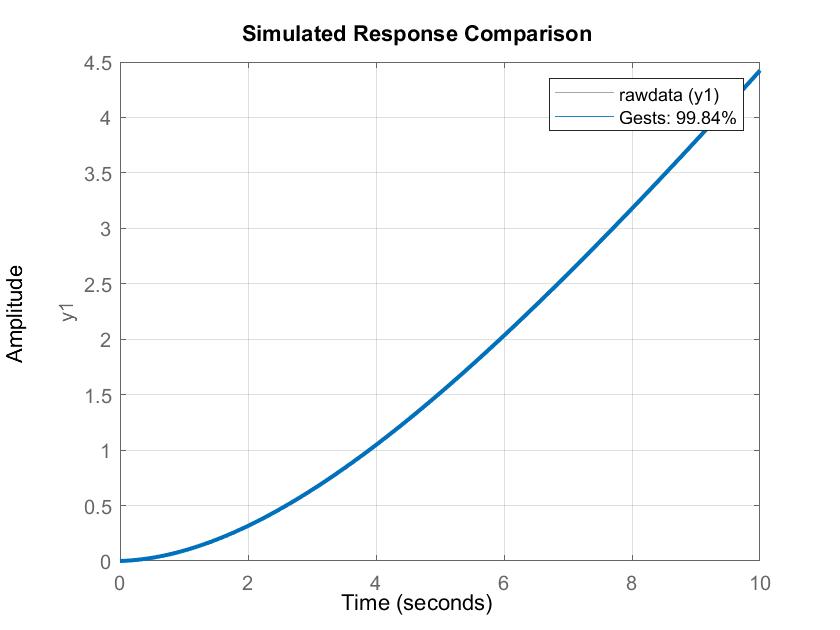 Simulated Response Comparison
4.5
4
3.5
3
2.5
2
1.5
1
0.5
0
Amplitude
y1
rawdata (y1)
Gests: 99.84%
0 2 4 6 8 10
Time (seconds)